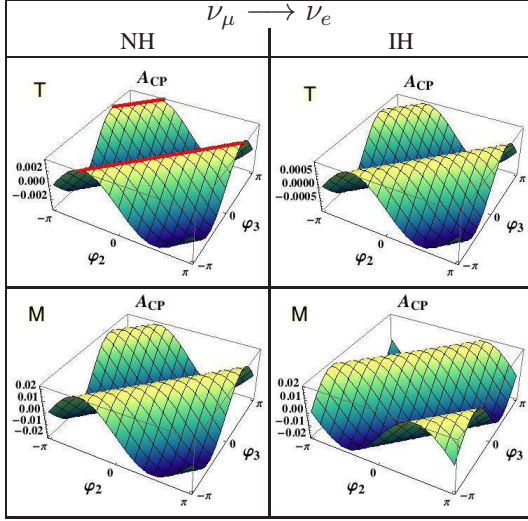 ν_μ ⟶ ν_e
NH IH
T
A_CP
0.002
0.000
−0.002
−π
0
φ_2
π
−π
0
φ_3
π
T
A_CP
0.0005
0.0000
−0.0005
−π
0
φ_2
π
−π
0
φ_3
π
M
A_CP
0.02
0.01
0.00
−0.01
−0.02
−π
0
φ_2
π
−π
0
φ_3
π
M
A_CP
0.02
0.01
0.00
−0.01
−0.02
−π
0
φ_2
π
−π
0
φ_3
π